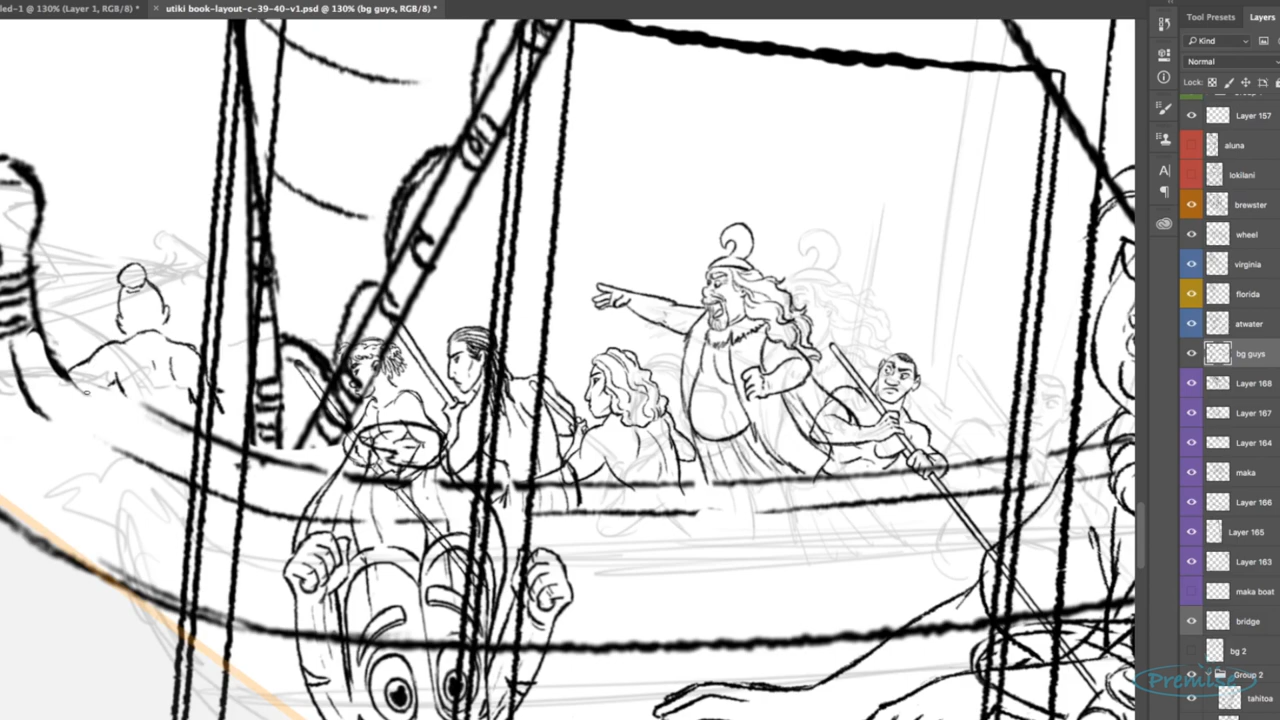 led-1 @ 130% (Layer 1, RGB/8) *
× utiki book-layout-c-39-40-v1.psd @ 130% (bg guys, RGB/8) *
Tool Presets Layers
Kind
Normal
Lock:
Layer 157
aluna
lokilani
brewster
wheel
virginia
florida
atwater
bg guys
Layer 168
Layer 167
Layer 164
maka
Layer 166
Layer 165
Layer 163
maka boat
bridge
bg 2
Group 2
Premise
tahitoa